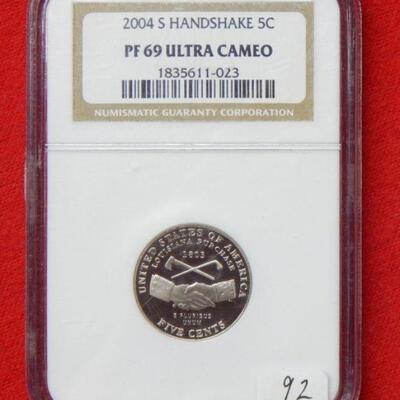 2004 S HANDSHAKE 5C
PF 69 ULTRA CAMEO
1835611-023
NUMISMATIC GUARANTY CORPORATION
UNITED STATES OF AMERICA
LOUISIANA PURCHASE
1803
E PLURIBUS
UNUM
FIVE CENTS
92